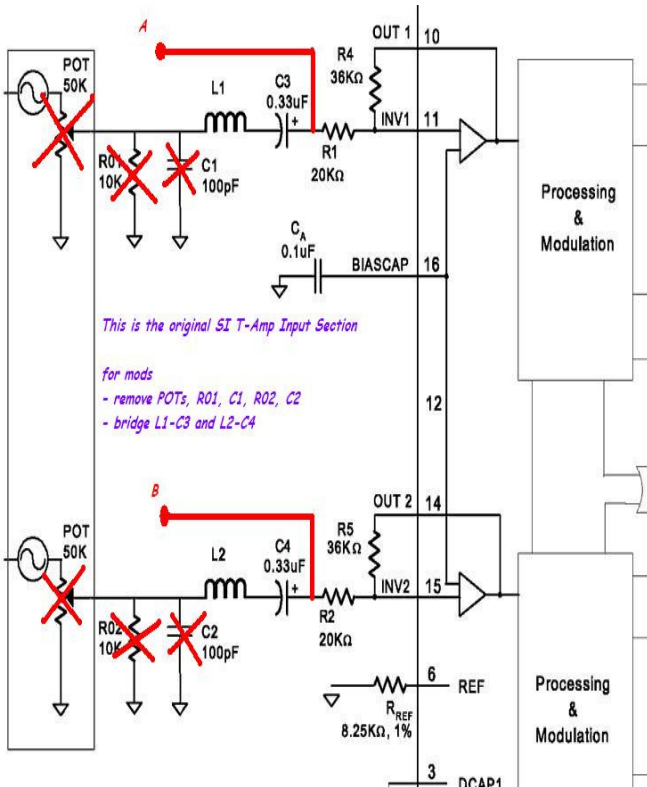 A
OUT 1 10
POT
50K
R4
36KΩ
L1
C3
0.33uF
+
INV1 11
R1
20KΩ
R01
10K
C1
100pF
Processing
&
Modulation
CA
0.1uF
BIASCAP 16
This is the original SI T-Amp Input Section
for mods
- remove POTs, R01, C1, R02, C2
- bridge L1-C3 and L2-C4
12
B
OUT 2 14
POT
50K
R5
36KΩ
L2
C4
0.33uF
+
INV2 15
R2
20KΩ
R02
10K
C2
100pF
6 REF
RREF
8.25KΩ, 1%
Processing
&
Modulation
3 DCAP1